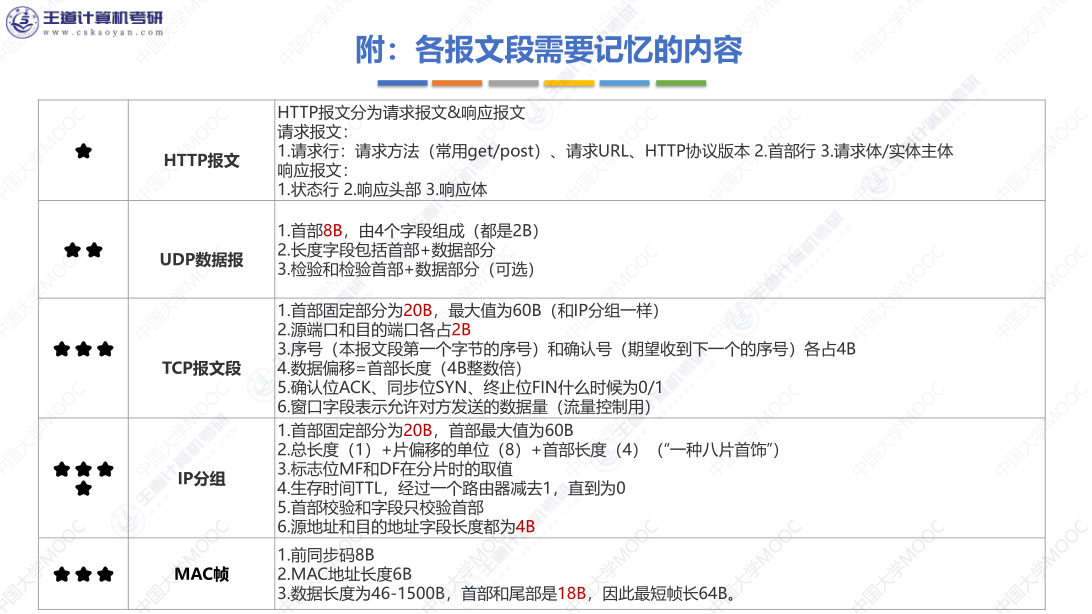 王道计算机考研
www.cskaoyan.com
附：各报文段需要记忆的内容
HTTP报文
HTTP报文分为请求报文&响应报文
请求报文：
1.请求行：请求方法（常用get/post）、请求URL、HTTP协议版本 2.首部行 3.请求体/实体主体
响应报文：
1.状态行 2.响应头部 3.响应体
UDP数据报
1.首部8B，由4个字段组成（都是2B）
2.长度字段包括首部+数据部分
3.检验和检验首部+数据部分（可选）
TCP报文段
1.首部固定部分为20B，最大值为60B（和IP分组一样）
2.源端口和目的端口各占2B
3.序号（本报文段第一个字节的序号）和确认号（期望收到下一个的序号）各占4B
4.数据偏移=首部长度（4B整数倍）
5.确认位ACK、同步位SYN、终止位FIN什么时候为0/1
6.窗口字段表示允许对方发送的数据量（流量控制用）
IP分组
1.首部固定部分为20B，首部最大值为60B
2.总长度（1）+片偏移的单位（8）+首部长度（4）（“一种八片首饰”）
3.标志位MF和DF在分片时的取值
4.生存时间TTL，经过一个路由器减去1，直到为0
5.首部校验和字段只校验首部
6.源地址和目的地址字段长度都为4B
MAC帧
1.前同步码8B
2.MAC地址长度6B
3.数据长度为46-1500B，首部和尾部是18B，因此最短帧长64B。
中国大学MOOC
王道计算机考研